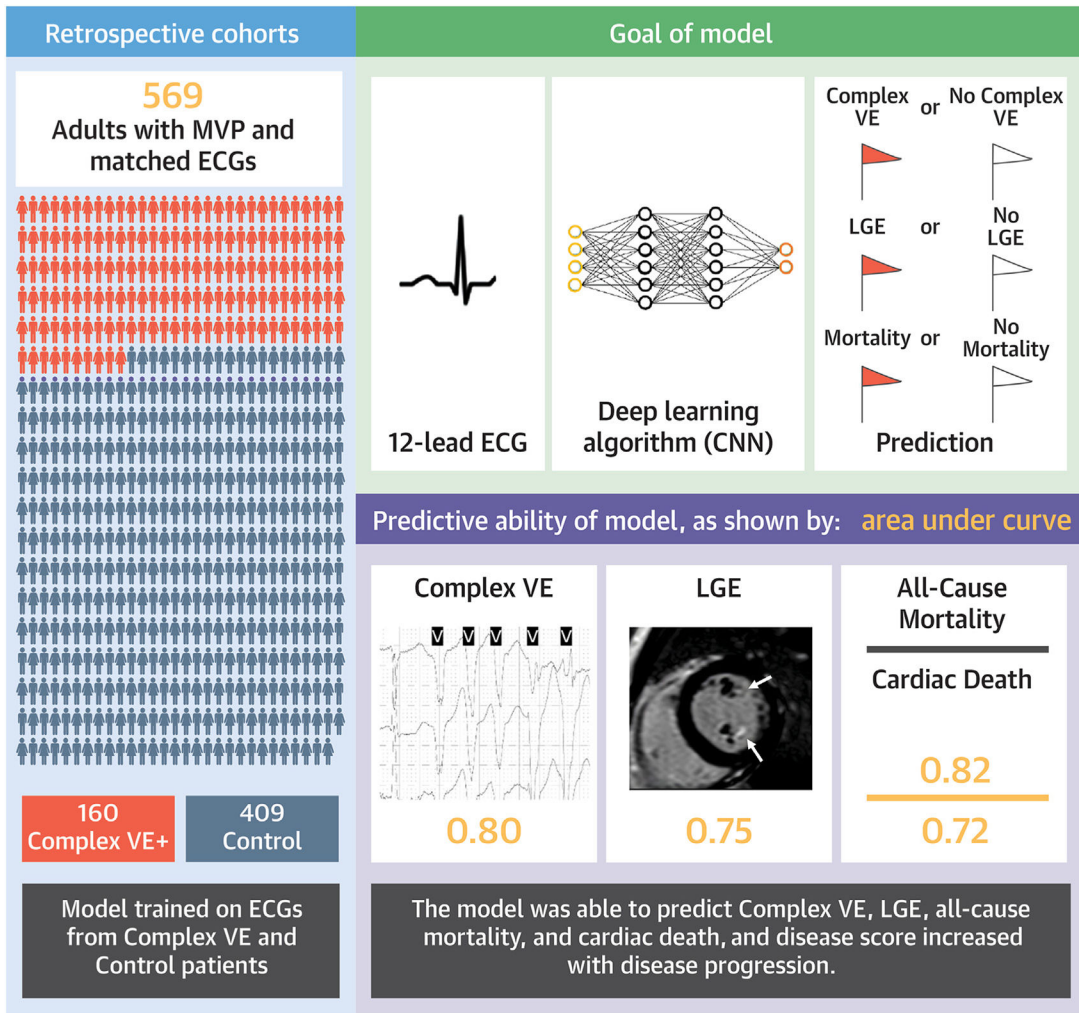 Retrospective cohorts
569
Adults with MVP and
matched ECGs
160
Complex VE+
409
Control
Model trained on ECGs
from Complex VE and
Control patients
Goal of model
12-lead ECG
Deep learning
algorithm (CNN)
Complex
VE
or
No Complex
VE
LGE
or
No
LGE
Mortality
or
No
Mortality
Prediction
Predictive ability of model, as shown by: area under curve
Complex VE
V V V V V
0.80
LGE
0.75
All-Cause
Mortality
Cardiac Death
0.82
0.72
The model was able to predict Complex VE, LGE, all-cause
mortality, and cardiac death, and disease score increased
with disease progression.